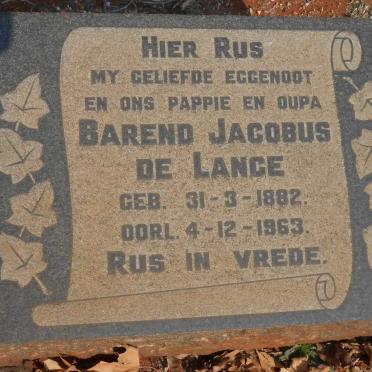 HIER RUS
MY GELIEFDE EGGENOOT
EN ONS PAPPIE EN OUPA
BAREND JACOBUS
DE LANGE
GEB. 31-3-1882.
OORL. 4-12-1963.
RUS IN VREDE.